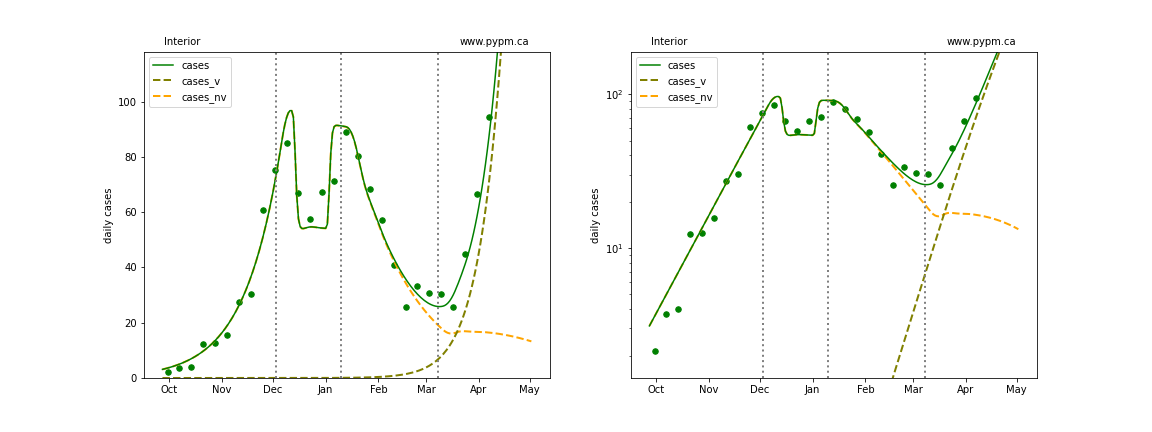 Interior www.pypm.ca
cases
cases_v
cases_nv
daily cases
100
80
60
40
20
0
Oct Nov Dec Jan Feb Mar Apr May
Interior www.pypm.ca
cases
cases_v
cases_nv
daily cases
10²
10¹
Oct Nov Dec Jan Feb Mar Apr May